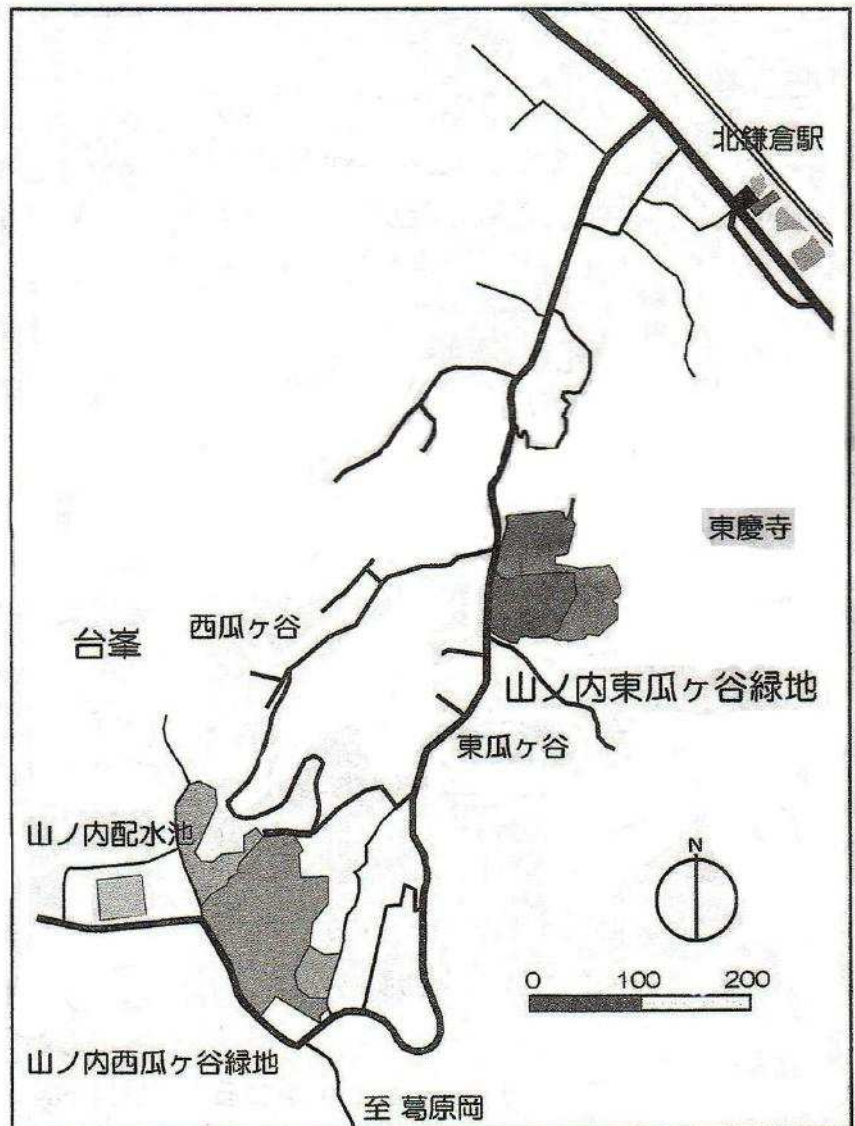 北鎌倉駅
東慶寺
西瓜ヶ谷
台峯
山ノ内東瓜ヶ谷緑地
東瓜ヶ谷
山ノ内配水池
N
0 100 200
山ノ内西瓜ヶ谷緑地
至 葛原岡